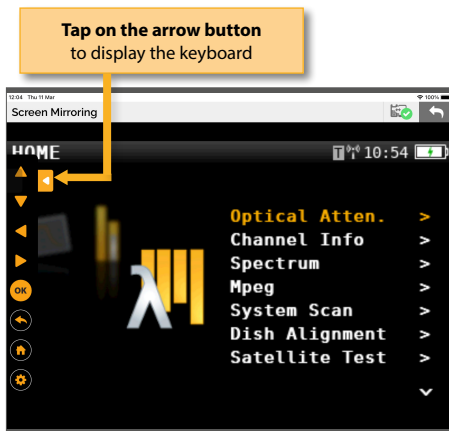 Tap on the arrow button
to display the keyboard
12:04 Thu 11 Mar
100%
Screen Mirroring
HOME
T 10:54
Optical Atten. >
Channel Info >
Spectrum >
Mpeg >
System Scan >
Dish Alignment >
Satellite Test >
OK
λ